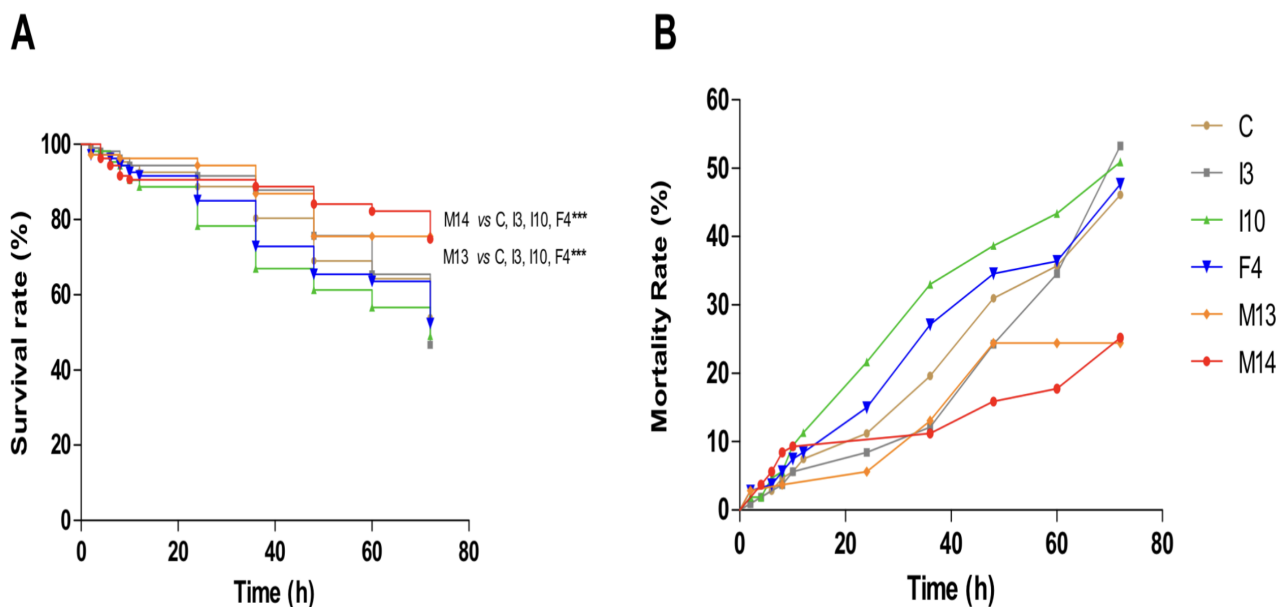 A
Survival rate (%)
100
80
60
40
20
0
0 20 40 60 80
Time (h)
M14 vs C, I3, I10, F4***
M13 vs C, I3, I10, F4***
B
Mortality Rate (%)
60
50
40
30
20
10
0
0 20 40 60 80
Time (h)
C
I3
I10
F4
M13
M14